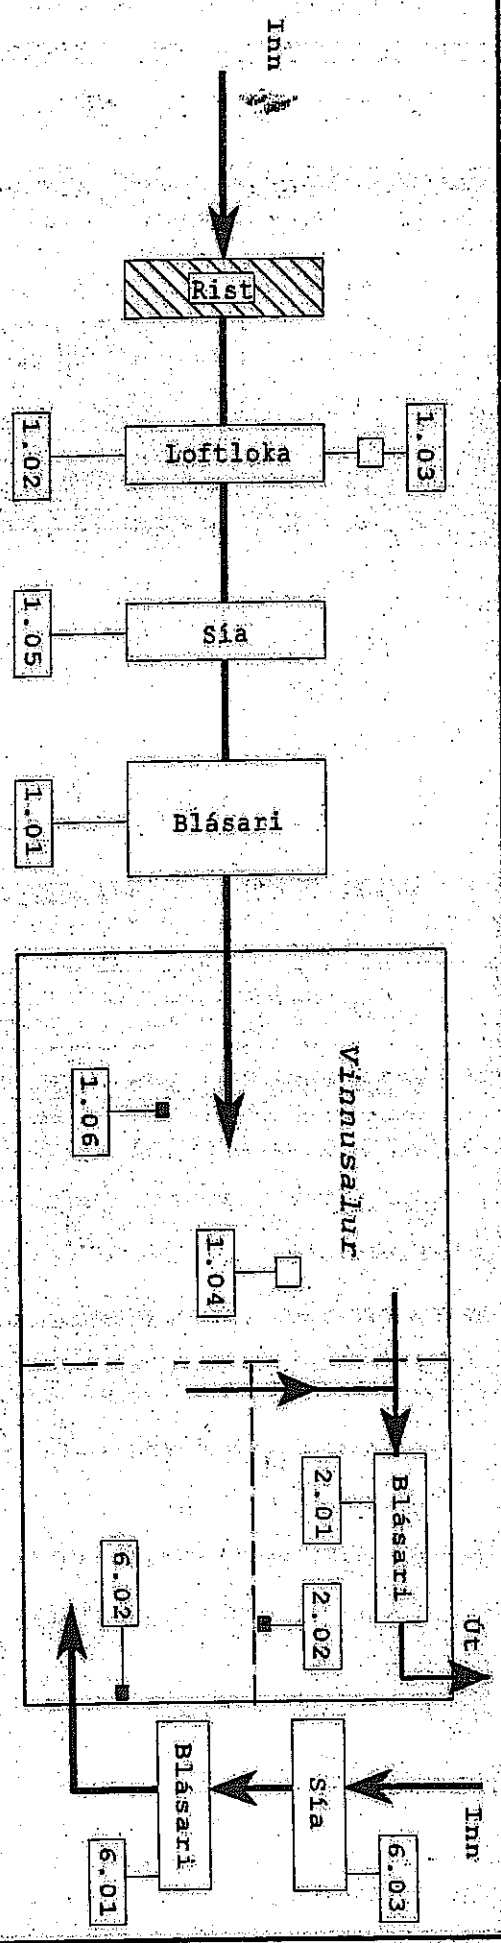 Inn
Rist
Loftloka
1.03
1.02
Sía
1.05
Blásari
1.01
Vinnusalur
1.06
1.04
Blásari
2.01
2.02
Út
6.02
Inn
Sía
6.03
Blásari
6.01